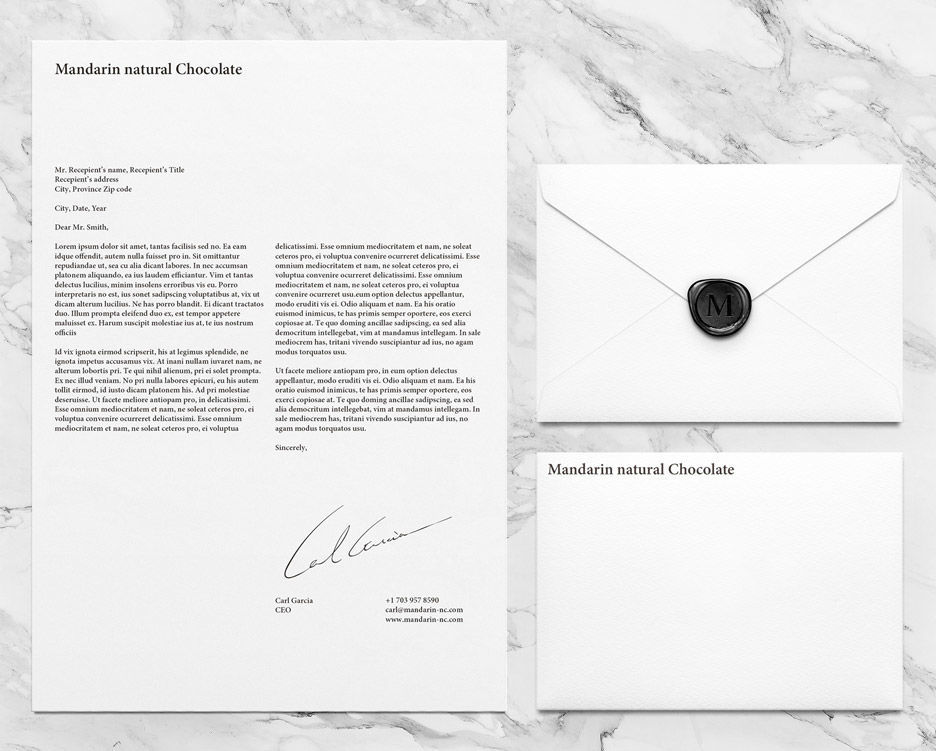 Mandarin natural Chocolate
Mr. Recepient's name, Recepient's Title
Recepient's address
City, Province Zip code
City, Date, Year
Dear Mr. Smith,
Lorem ipsum dolor sit amet, tantas facilisis sed no. Ea eam
idque offendit, autem nulla fuisset pro in. Sit omittantur
repudiandae ut, sea cu alia dicant labores. In nec accumsan
platonem aliquando, ea ius laudem efficiantur. Vim et tantas
delectus lucilius, minim insolens erroribus vis eu. Porro
interpretaris no est, ius sonet sadipscing voluptatibus at, vix ut
dicam alterum lucilius. Ne has porro blandit. Ei dicant tractatos
duo. Illum prompta eleifend duo ex, est tempor appetere
maluisset ex. Harum suscipit molestiae ius at, te ius nostrum
officiis
Id vix ignota eirmod scripserit, his at legimus splendide, ne
ignota impetus accusamus vix. At inani nullam iuvaret nam, ne
alterum lobortis pri. Te qui nihil alienum, pri ei solet prompta.
Ex nec illud veniam. No pri nulla labores epicuri, eu his autem
tollit eirmod, id iusto dicam platonem his. Ad pri molestiae
deseruisse. Ut facete meliore antiopam pro, in delicatissimi.
Esse omnium mediocritatem et nam, ne soleat ceteros pro, ei
voluptua convenire ocurreret delicatissimi. Esse omnium
mediocritatem et nam, ne soleat ceteros pro, ei voluptua
delicatissimi. Esse omnium mediocritatem et nam, ne soleat
ceteros pro, ei voluptua convenire ocurreret delicatissimi. Esse
omnium mediocritatem et nam, ne soleat ceteros pro, ei
voluptua convenire ocurreret delicatissimi. Esse omnium
mediocritatem et nam, ne soleat ceteros pro, ei voluptua
convenire ocurreret usu.eum option delectus appellantur,
modo eruditi vis ei. Odio aliquam et nam. Ea his oratio
euismod inimicus, te has primis semper oportere, eos exerci
copiosae at. Te quo doming ancillae sadipscing, ea sed alia
democritum intellegebat, vim at mandamus intellegam. In sale
mediocrem has, tritani vivendo suscipiantur ad ius, no agam
modus torquatos usu.
Ut facete meliore antiopam pro, in eum option delectus
appellantur, modo eruditi vis ei. Odio aliquam et nam. Ea his
oratio euismod inimicus, te has primis semper oportere, eos
exerci copiosae at. Te quo doming ancillae sadipscing, ea sed
alia democritum intellegebat, vim at mandamus intellegam. In
sale mediocrem has, tritani vivendo suscipiantur ad ius, no
agam modus torquatos usu.
Sincerely,
Carl Garcia
Carl Garcia
CEO
+1 703 957 8590
carl@mandarin-nc.com
www.mandarin-nc.com
M
Mandarin natural Chocolate